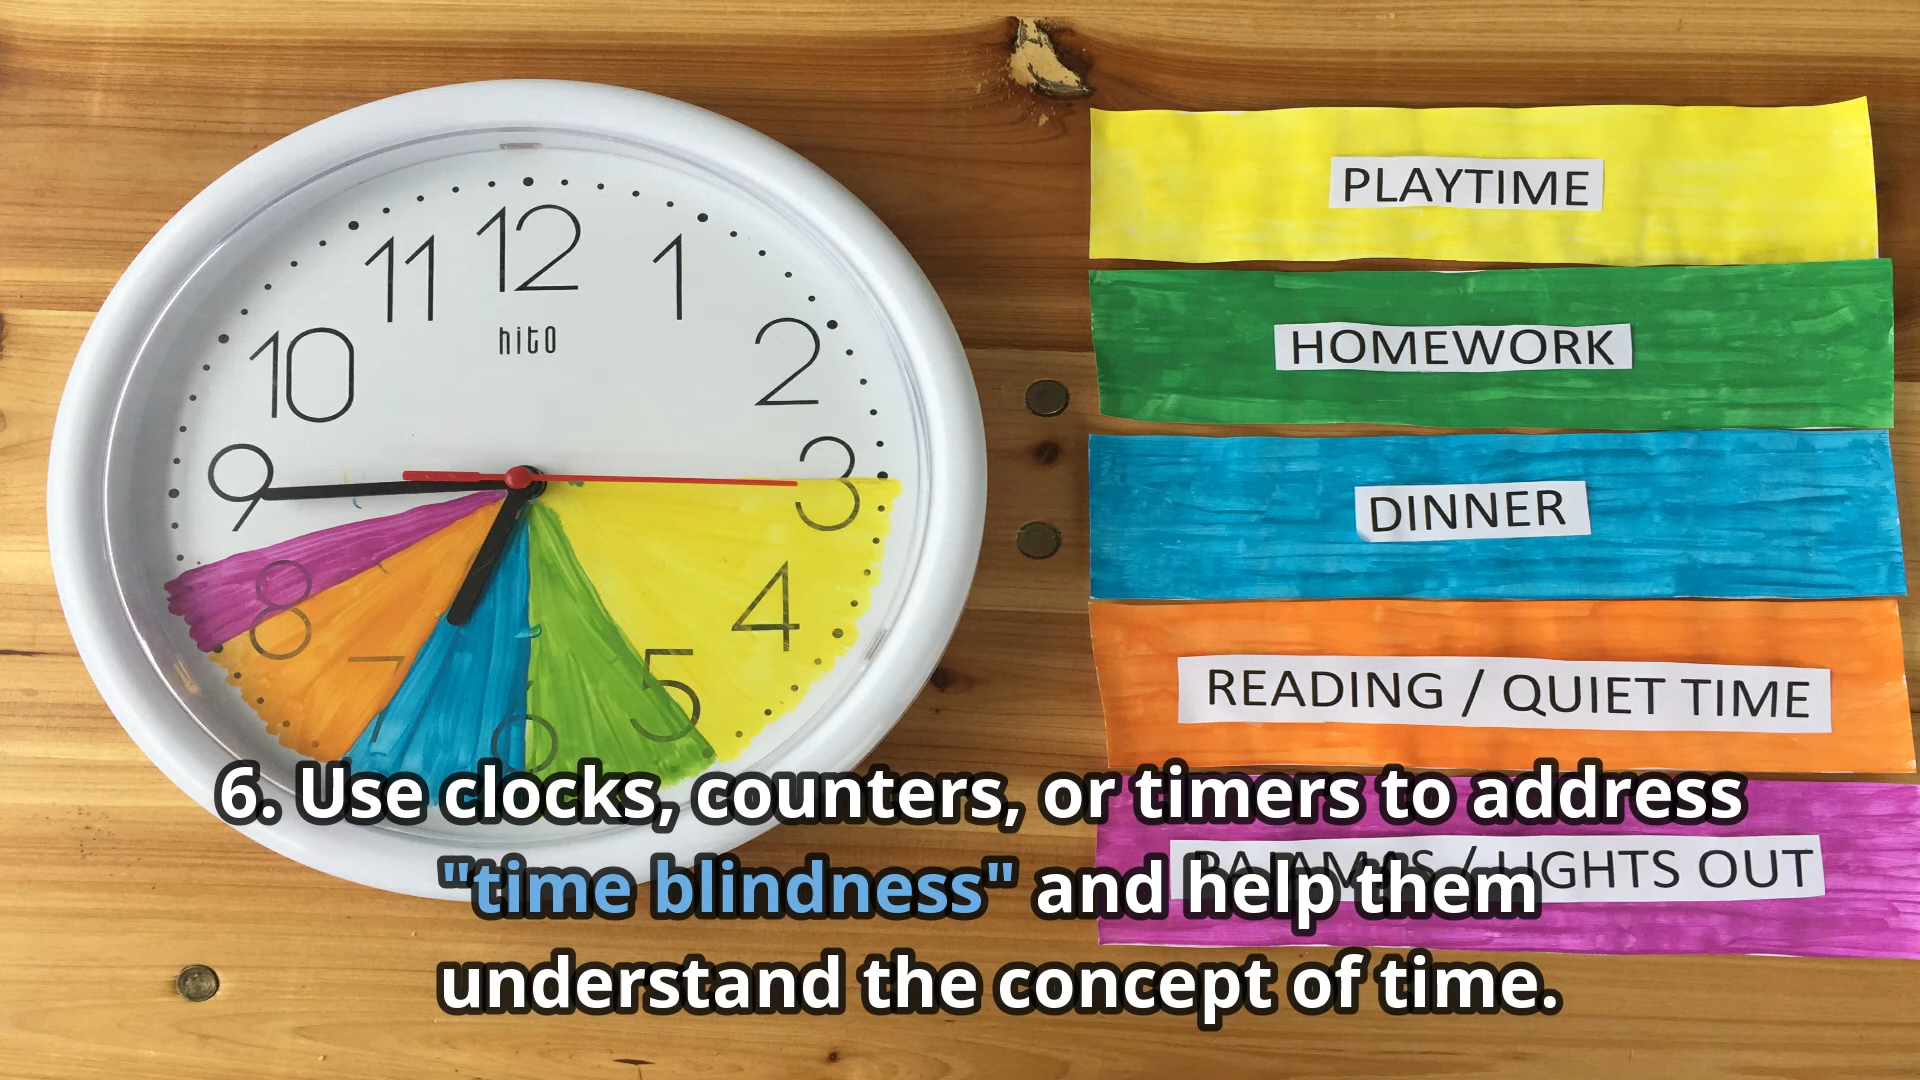 12
11
1
hito
10
2
9
3
8
4
7
5
6
PLAYTIME
HOMEWORK
DINNER
READING / QUIET TIME
PAJAMAS / LIGHTS OUT
6. Use clocks, counters, or timers to address
"time blindness" and help them
understand the concept of time.